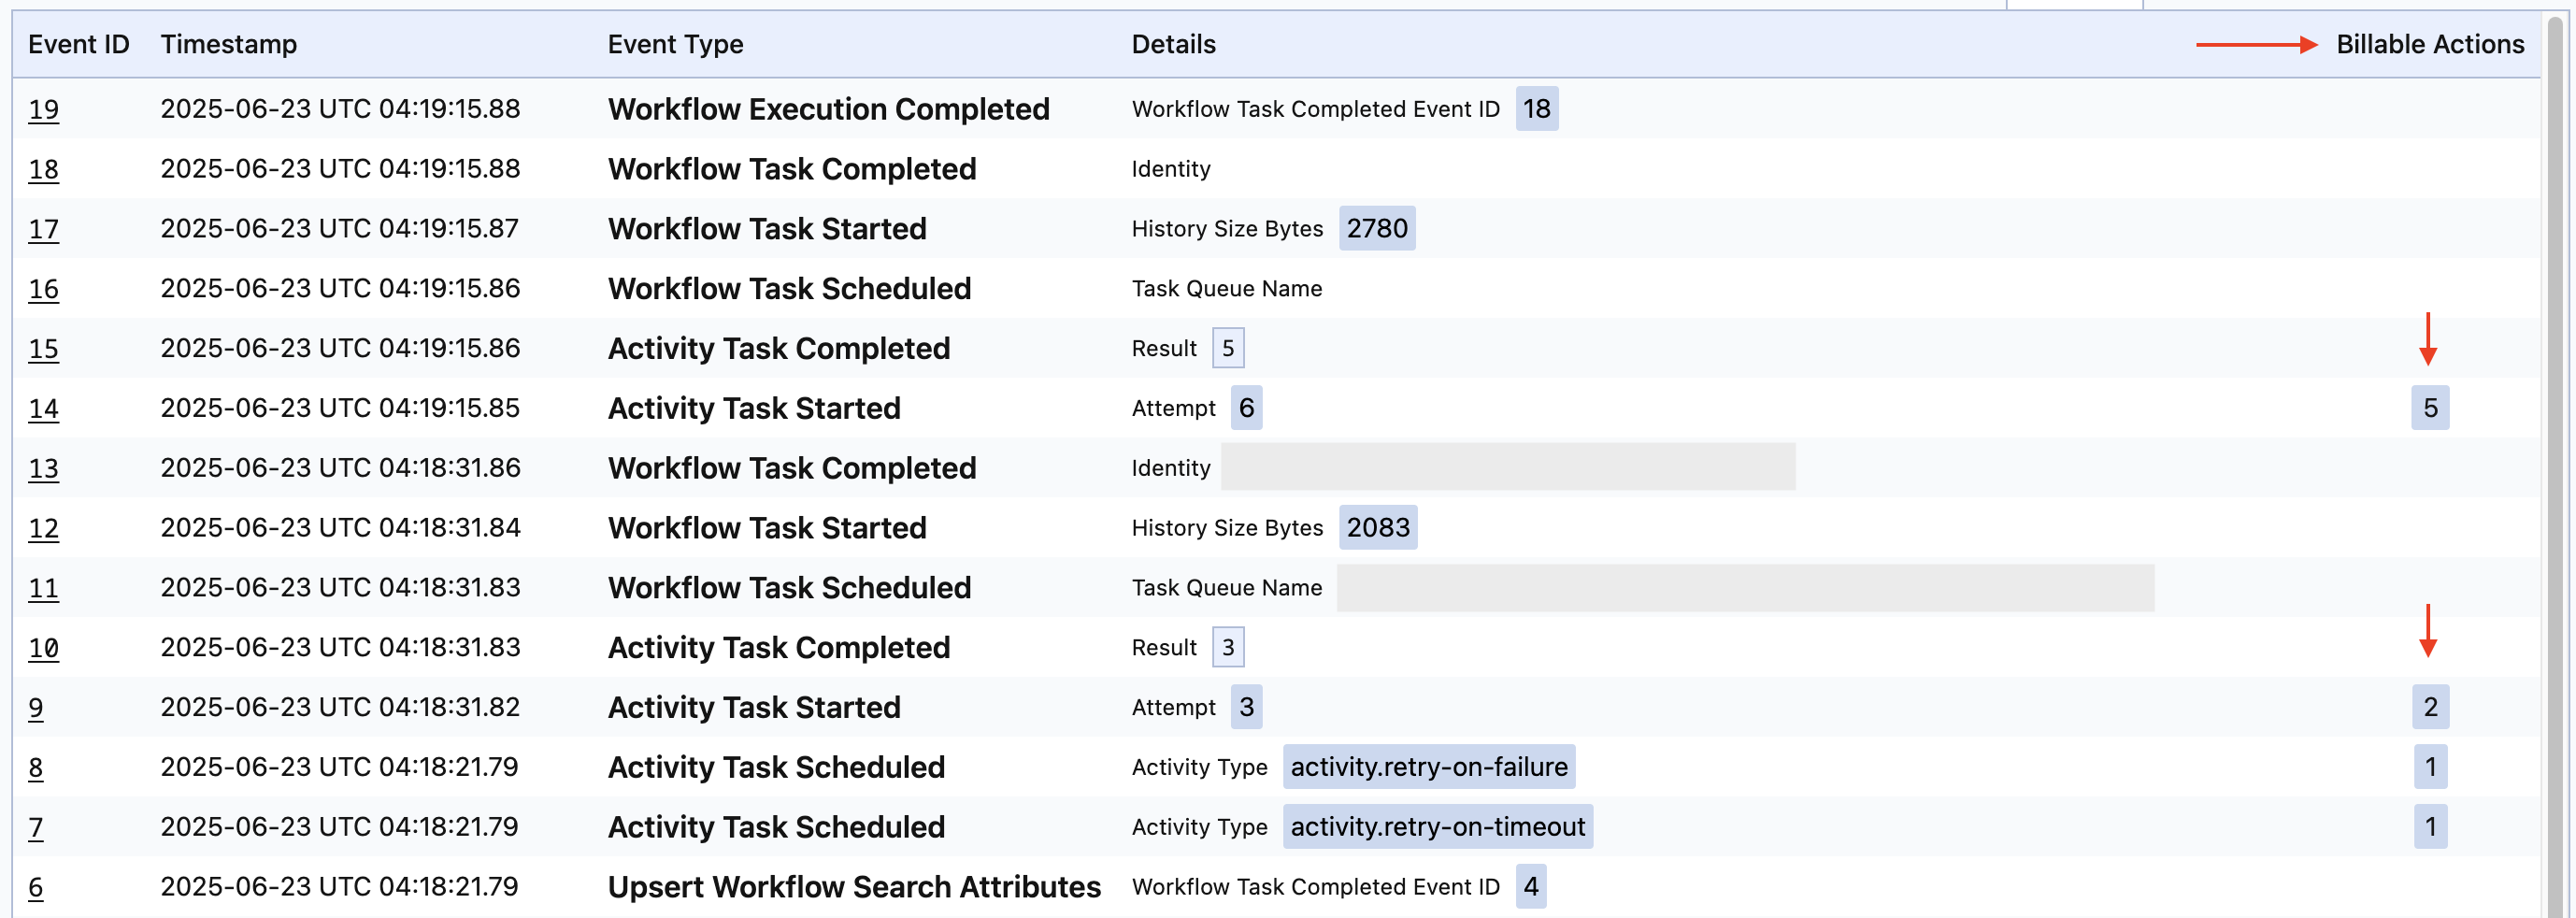 Event ID Timestamp Event Type Details Billable Actions
19 2025-06-23 UTC 04:19:15.88 Workflow Execution Completed Workflow Task Completed Event ID 18
18 2025-06-23 UTC 04:19:15.88 Workflow Task Completed Identity
17 2025-06-23 UTC 04:19:15.87 Workflow Task Started History Size Bytes 2780
16 2025-06-23 UTC 04:19:15.86 Workflow Task Scheduled Task Queue Name
15 2025-06-23 UTC 04:19:15.86 Activity Task Completed Result 5
14 2025-06-23 UTC 04:19:15.85 Activity Task Started Attempt 6 5
13 2025-06-23 UTC 04:18:31.86 Workflow Task Completed Identity
12 2025-06-23 UTC 04:18:31.84 Workflow Task Started History Size Bytes 2083
11 2025-06-23 UTC 04:18:31.83 Workflow Task Scheduled Task Queue Name
10 2025-06-23 UTC 04:18:31.83 Activity Task Completed Result 3
9 2025-06-23 UTC 04:18:31.82 Activity Task Started Attempt 3 2
8 2025-06-23 UTC 04:18:21.79 Activity Task Scheduled Activity Type activity.retry-on-failure 1
7 2025-06-23 UTC 04:18:21.79 Activity Task Scheduled Activity Type activity.retry-on-timeout 1
6 2025-06-23 UTC 04:18:21.79 Upsert Workflow Search Attributes Workflow Task Completed Event ID 4